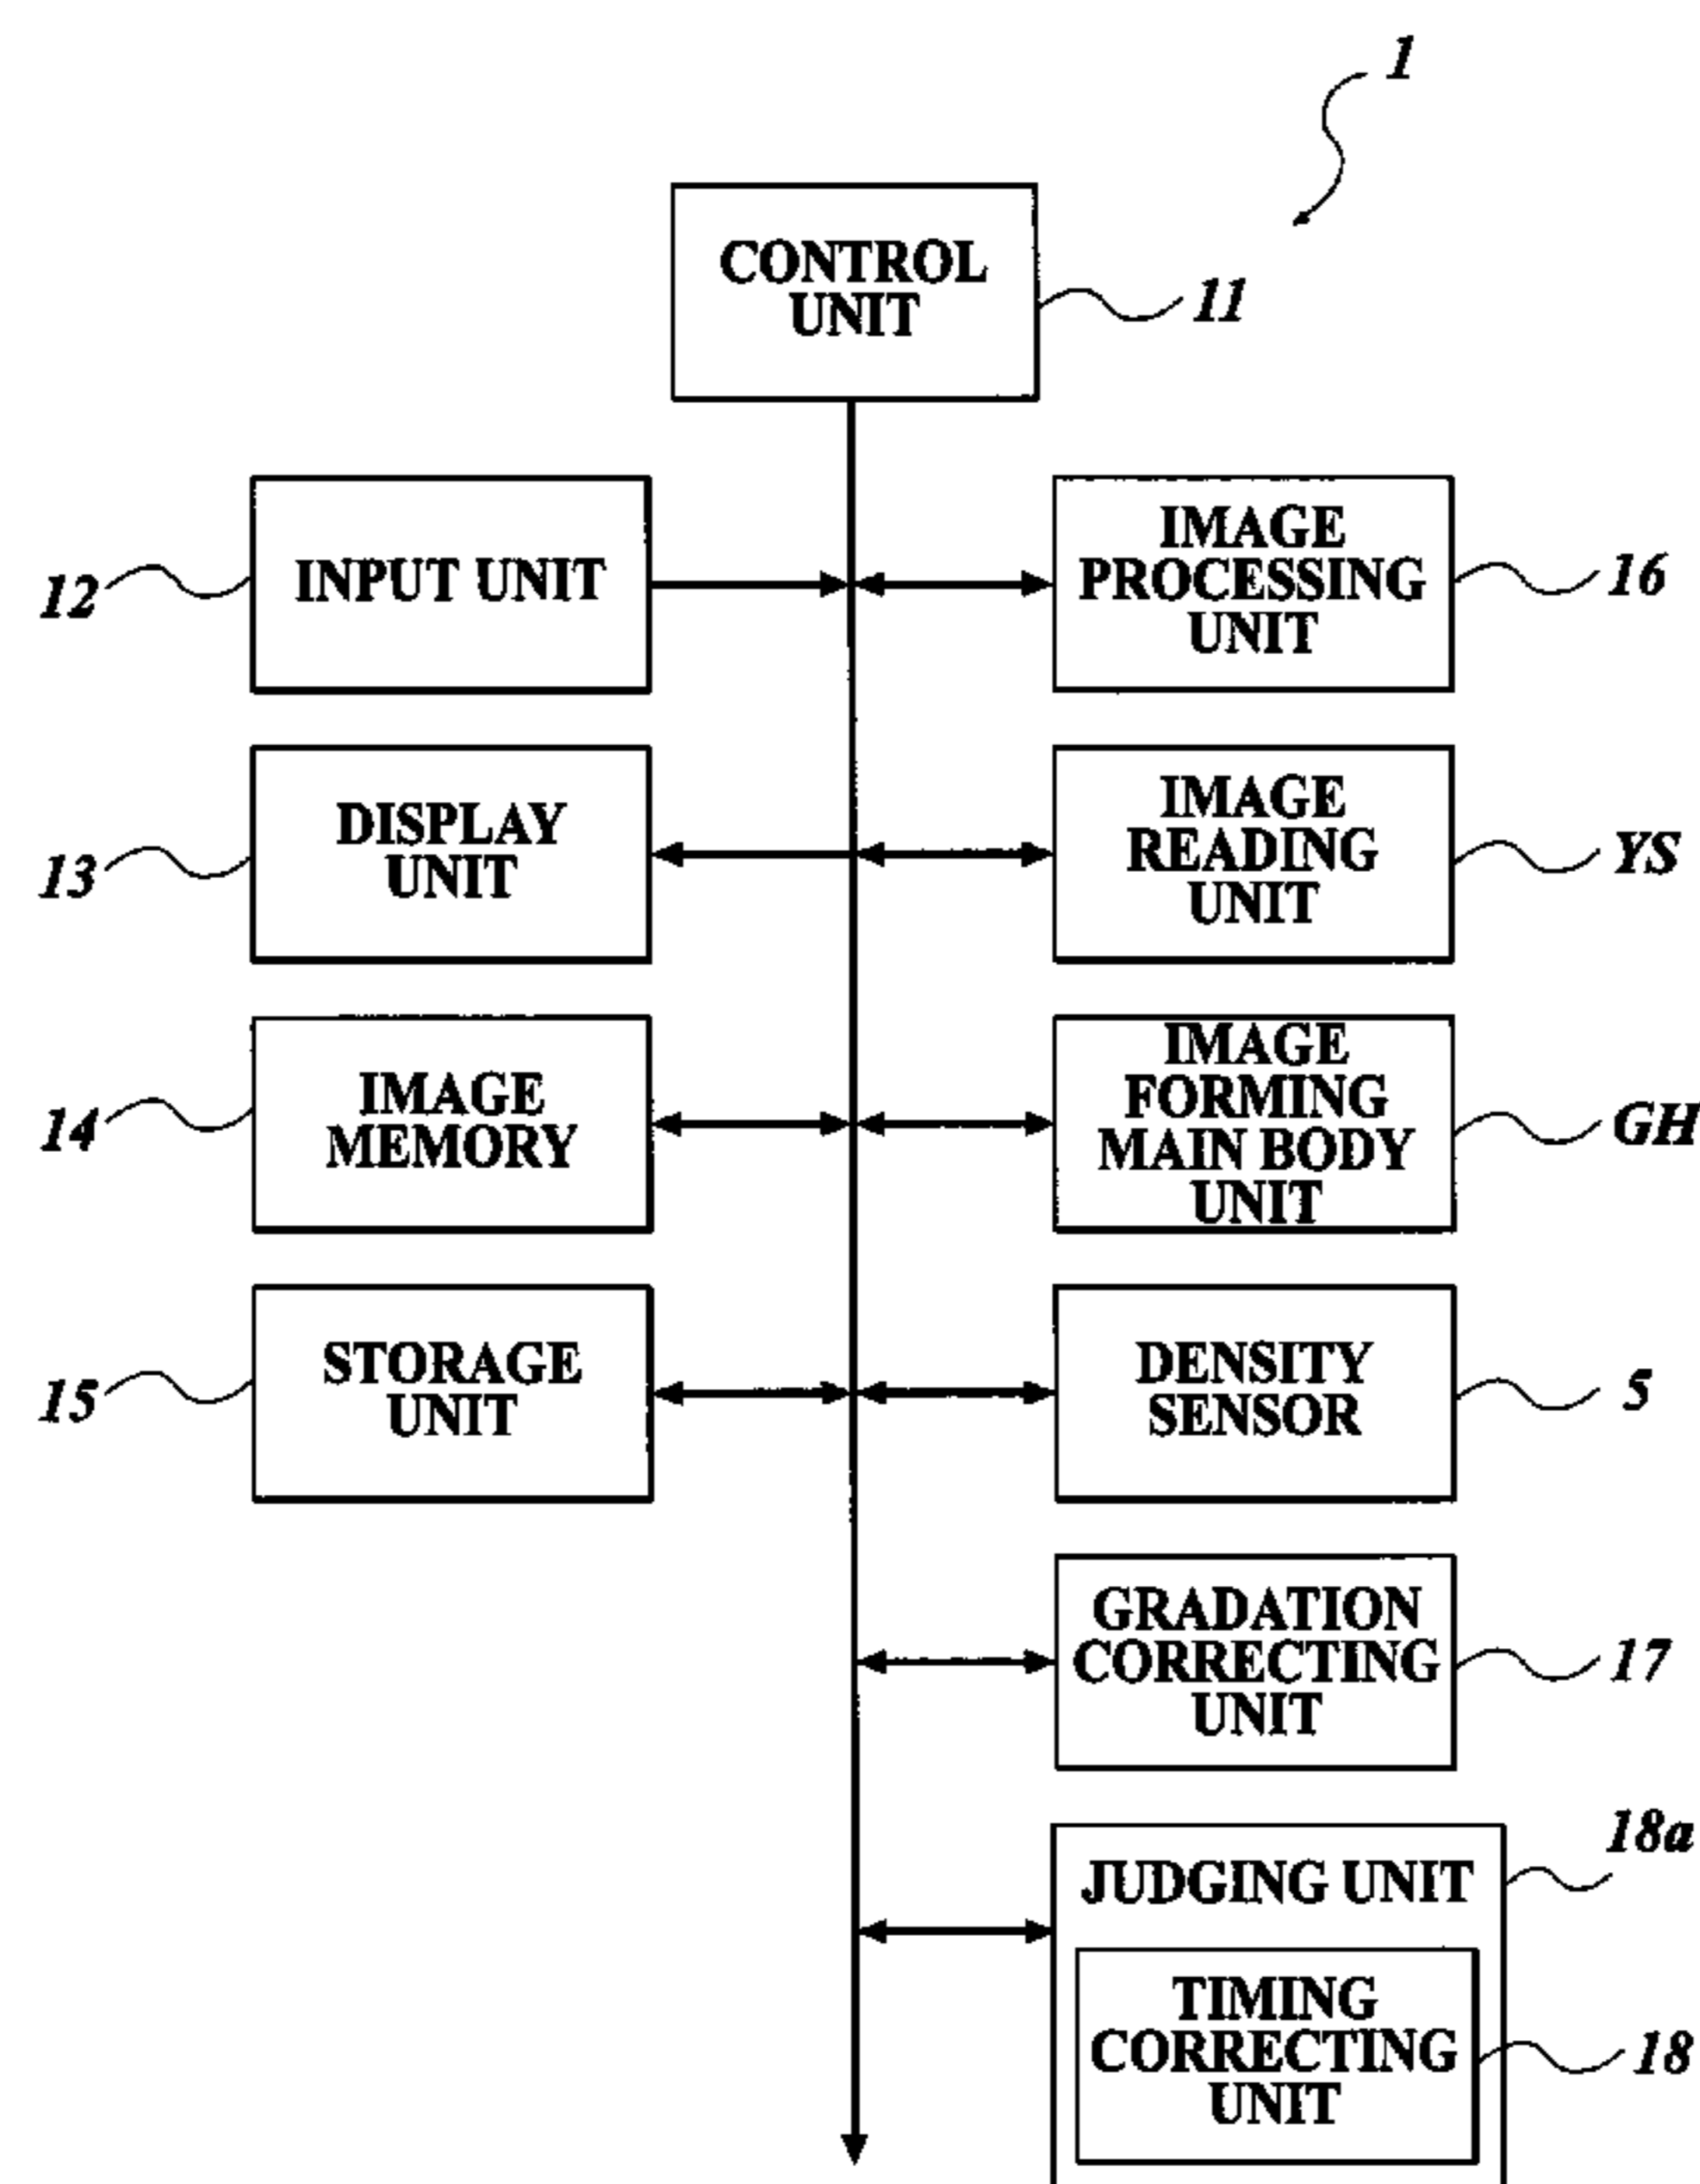 1
CONTROL
UNIT
11
12
INPUT UNIT
IMAGE
PROCESSING
UNIT
16
13
DISPLAY
UNIT
IMAGE
READING
UNIT
YS
14
IMAGE
MEMORY
IMAGE
FORMING
MAIN BODY
UNIT
GH
15
STORAGE
UNIT
DENSITY
SENSOR
5
GRADATION
CORRECTING
UNIT
17
18a
JUDGING UNIT
TIMING
CORRECTING
UNIT
18